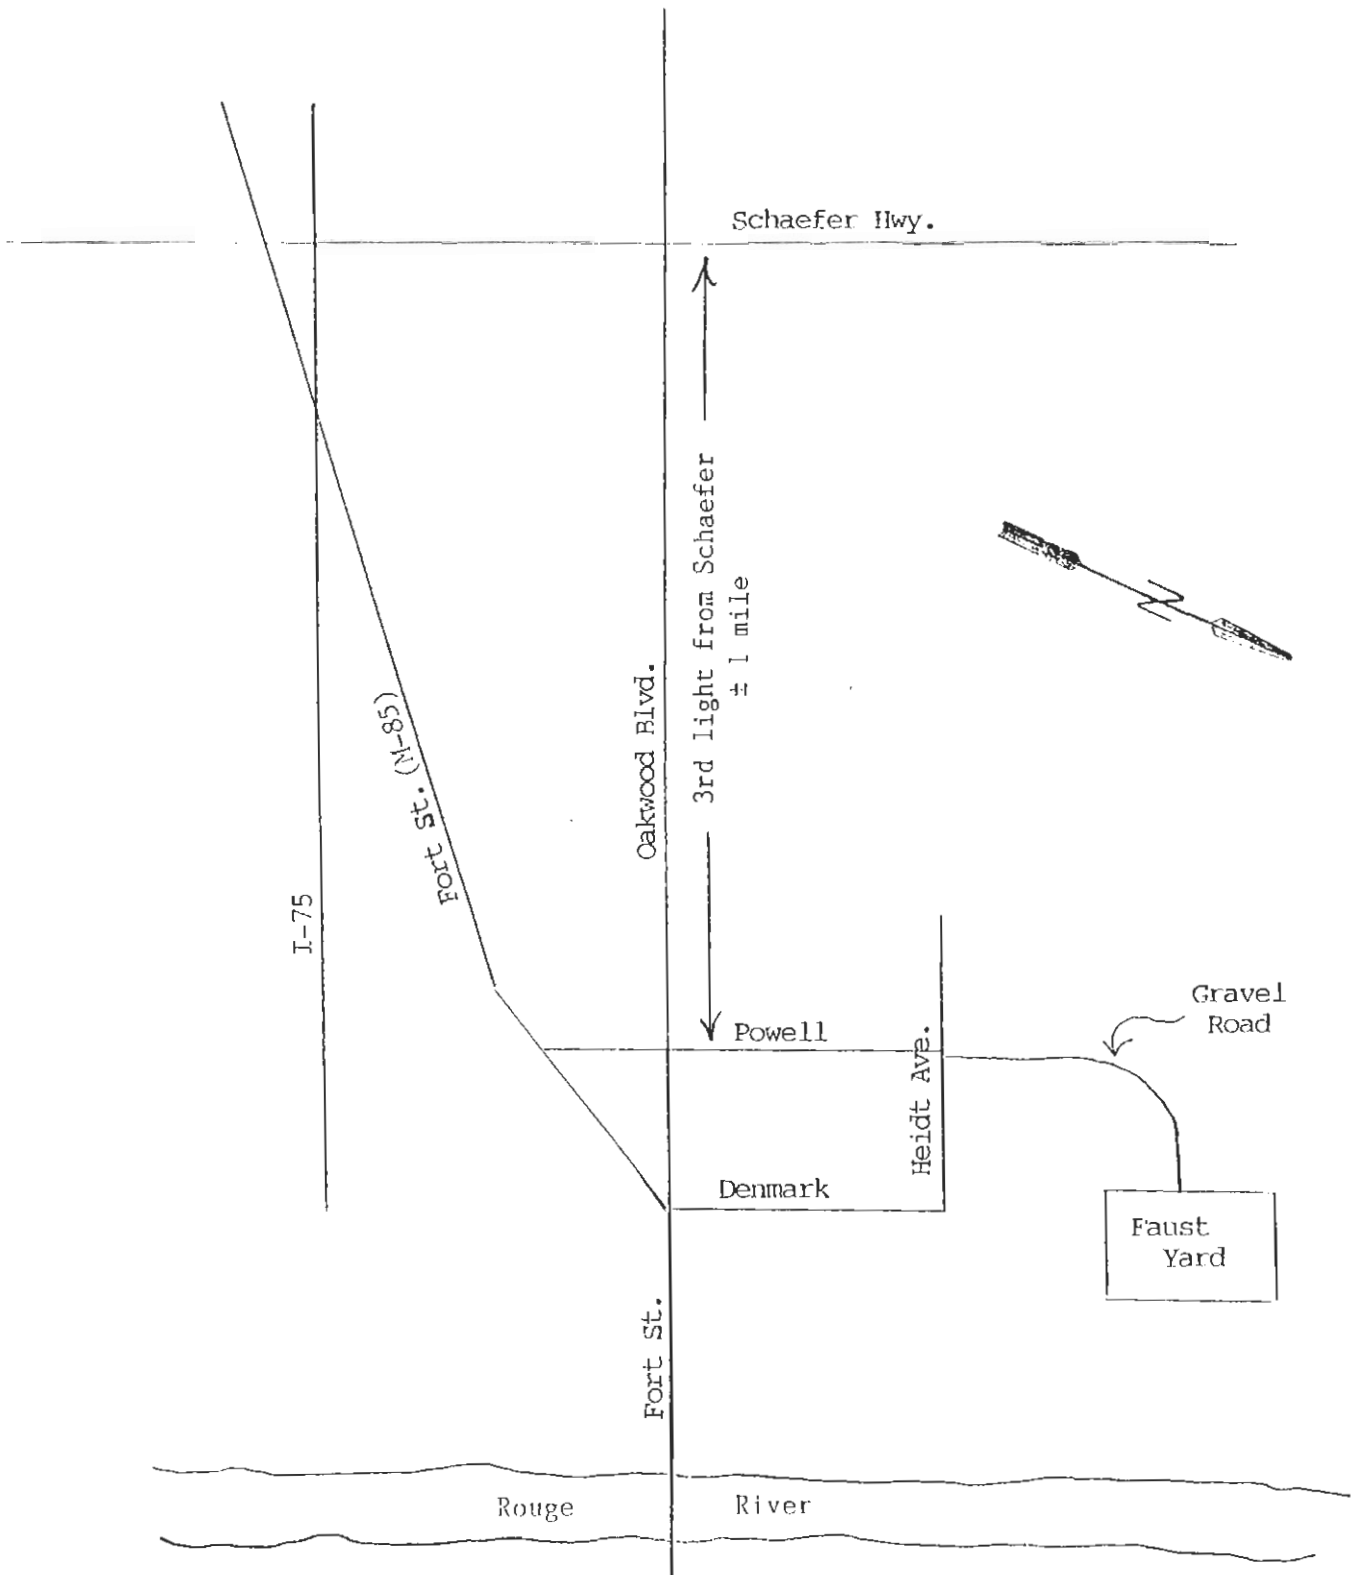 Schaefer Hwy.
3rd light from Schaefer
± 1 mile
N
Oakwood Blvd.
Fort St. (M-85)
I-75
Gravel
Road
Powell
Heidt Ave.
Denmark
Faust
Yard
Fort St.
Rouge River